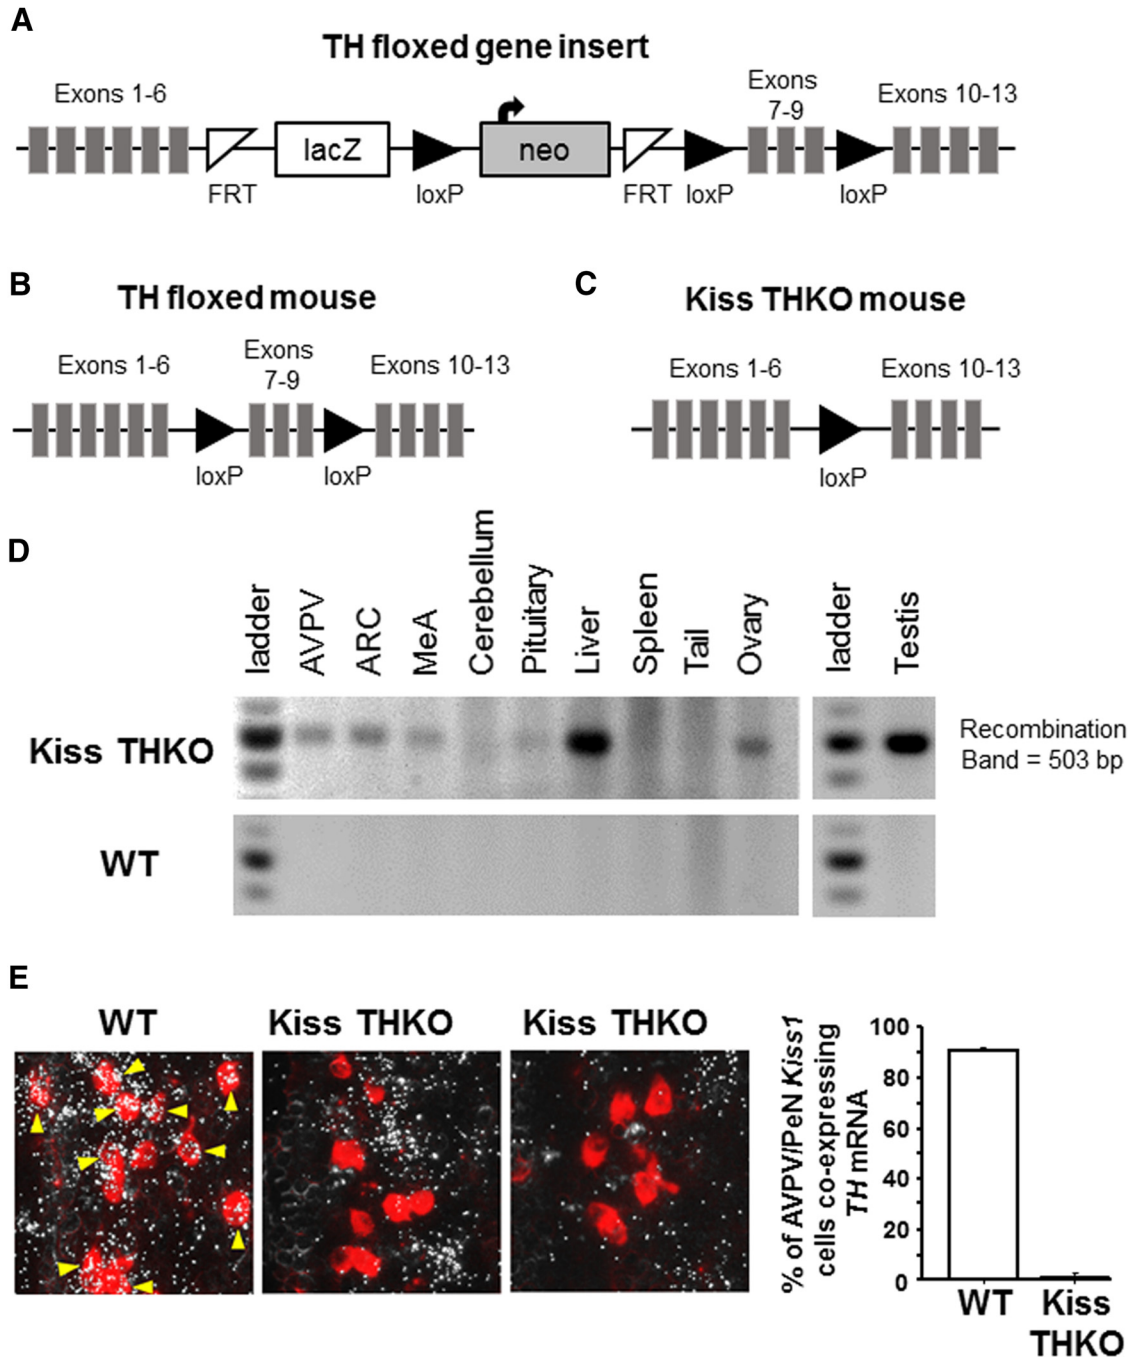 A
TH floxed gene insert
Exons 1-6
Exons
7-9
Exons 10-13
lacZ
neo
FRT
loxP
FRT
loxP
loxP
B
TH floxed mouse
Exons 1-6
Exons
7-9
Exons 10-13
loxP
loxP
C
Kiss THKO mouse
Exons 1-6
Exons 10-13
loxP
D
ladder
AVPV
ARC
MeA
Cerebellum
Pituitary
Liver
Spleen
Tail
Ovary
ladder
Testis
Kiss THKO
Recombination
Band = 503 bp
WT
E
WT
Kiss THKO
Kiss THKO
% of AVPV/PeN Kiss1
cells co-expressing
TH mRNA
100
80
60
40
20
0
WT
Kiss
THKO